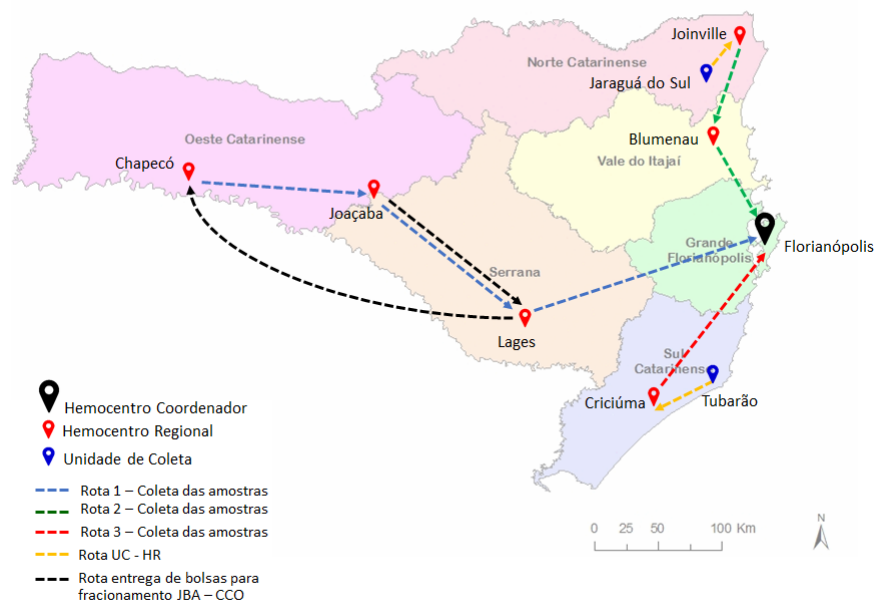 Joinville
Norte Catarinense
Jaraguá do Sul
Blumenau
Vale do Itajaí
Oeste Catarinense
Chapecó
Joaçaba
Serrana
Grande
Florianópolis
Florianópolis
Lages
Sul
Catarinense
Criciúma
Tubarão
Hemocentro Coordenador
Hemocentro Regional
Unidade de Coleta
Rota 1 – Coleta das amostras
Rota 2 – Coleta das amostras
Rota 3 – Coleta das amostras
Rota UC - HR
Rota entrega de bolsas para
fracionamento JBA – CCO
0 25 50 100 Km
N